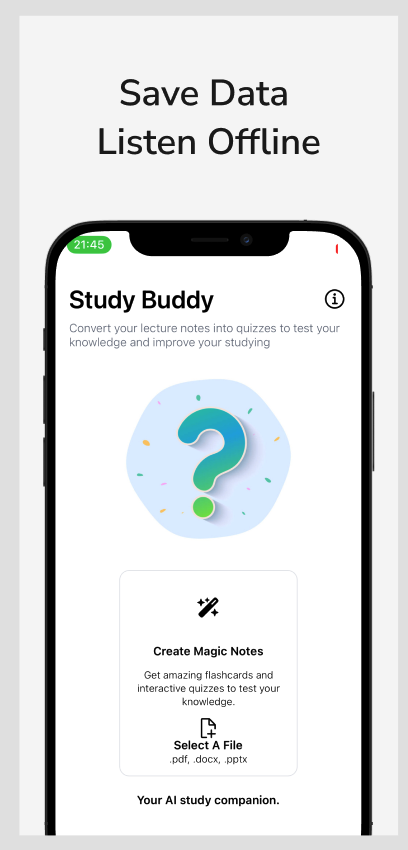 Save Data
Listen Offline
21:45
Study Buddy
Convert your lecture notes into quizzes to test your
knowledge and improve your studying
?
Create Magic Notes
Get amazing flashcards and
interactive quizzes to test your
knowledge.
Select A File
.pdf, .docx, .pptx
Your AI study companion.